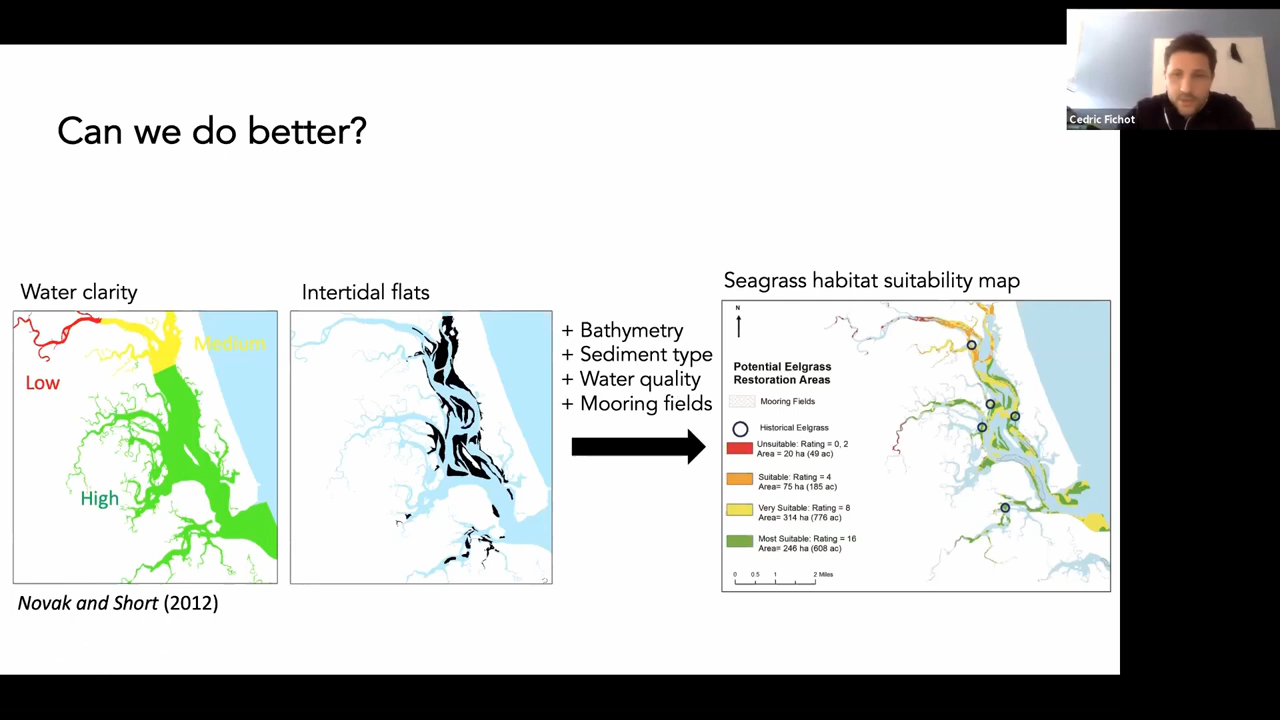 Cedric Fichot
Can we do better?
Water clarity
Low
Medium
High
Novak and Short (2012)
Intertidal flats
+ Bathymetry
+ Sediment type
+ Water quality
+ Mooring fields
Seagrass habitat suitability map
N
Potential Eelgrass
Restoration Areas
Mooring Fields
Historical Eelgrass
Unsuitable: Rating = 0, 2
Area = 20 ha (49 ac)
Suitable: Rating = 4
Area= 75 ha (185 ac)
Very Suitable: Rating = 8
Area= 314 ha (776 ac)
Most Suitable: Rating = 16
Area= 246 ha (608 ac)
0 0.5 1 2 Miles